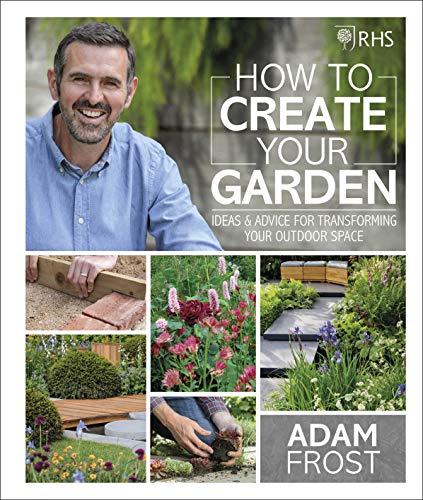 RHS
HOW TO
CREATE
YOUR
GARDEN
IDEAS & ADVICE FOR TRANSFORMING
YOUR OUTDOOR SPACE
ADAM
FROST